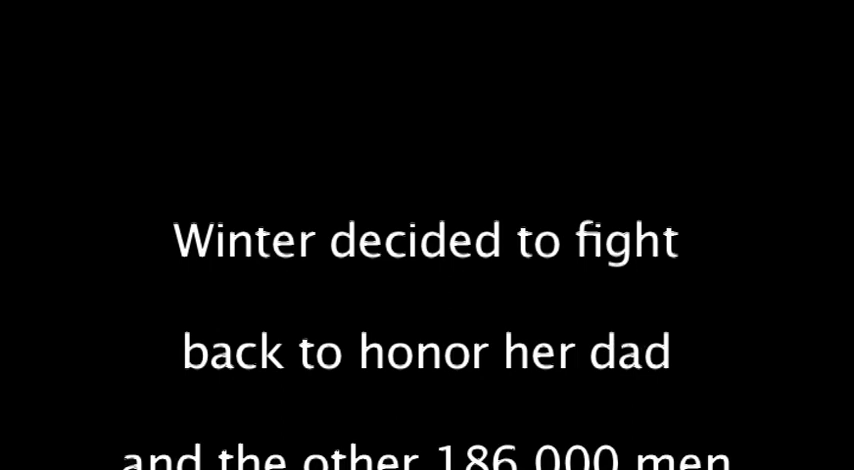 Winter decided to fight
back to honor her dad
and the other 186,000 men